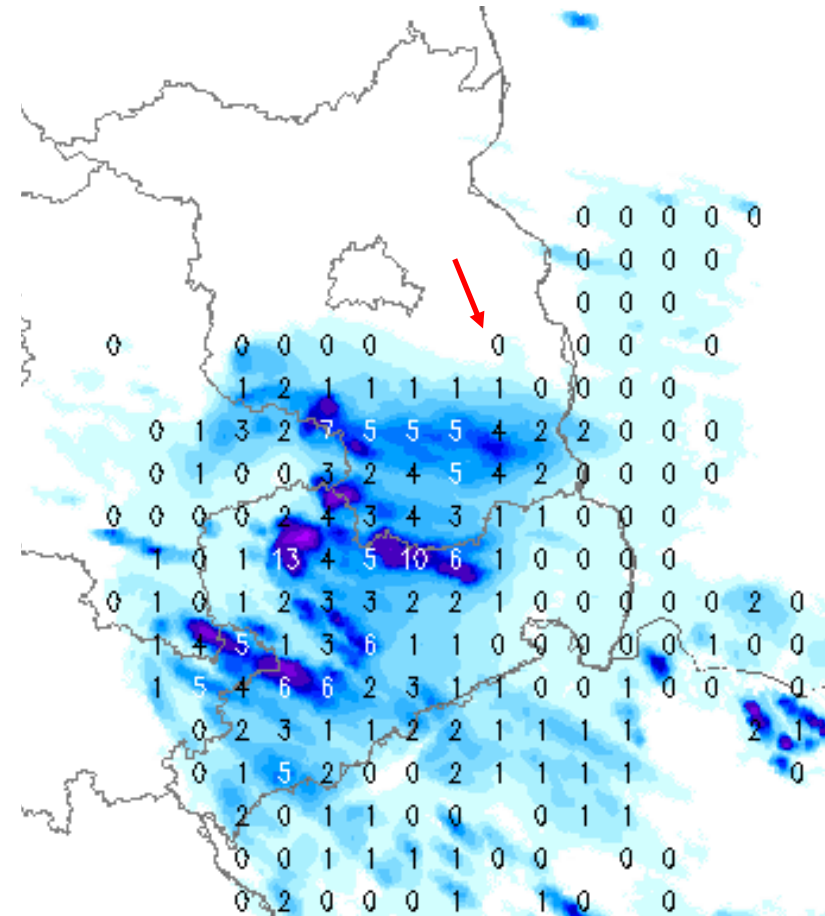 0 0 0 0 0
0 0 0 0
0 0 0
0 0 0 0 0 0 0 0 0
1 2 1 1 1 1 1 0 0 0 0
0 1 3 2 7 5 5 5 4 2 2 0 0 0
0 1 0 0 3 2 4 5 4 2 0 0 0 0
0 0 0 0 2 4 3 4 3 1 1 0 0 0
1 0 1 13 4 5 10 6 1 0 0 0 0
0 1 0 1 2 3 3 2 2 1 0 0 0 0 0 2 0
1 4 5 1 3 6 1 1 0 0 0 0 0 1 0 0
1 5 4 6 6 2 3 1 1 0 0 1 0 0 0
0 2 3 1 1 2 2 1 1 1 1 2 1
0 1 5 2 0 0 2 1 1 1 1 0
2 0 1 1 0 0 0 1 1
0 0 1 1 1 1 0 0 0 0
0 2 0 0 0 1 1 0 0